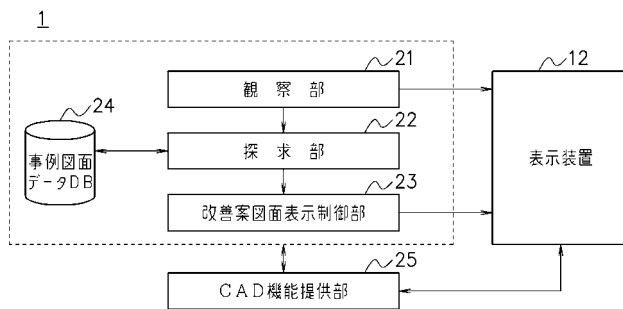 1
21
観察部
12
24
22
事例図面
データDB
探求部
表示装置
23
改善案図面表示制御部
25
CAD機能提供部